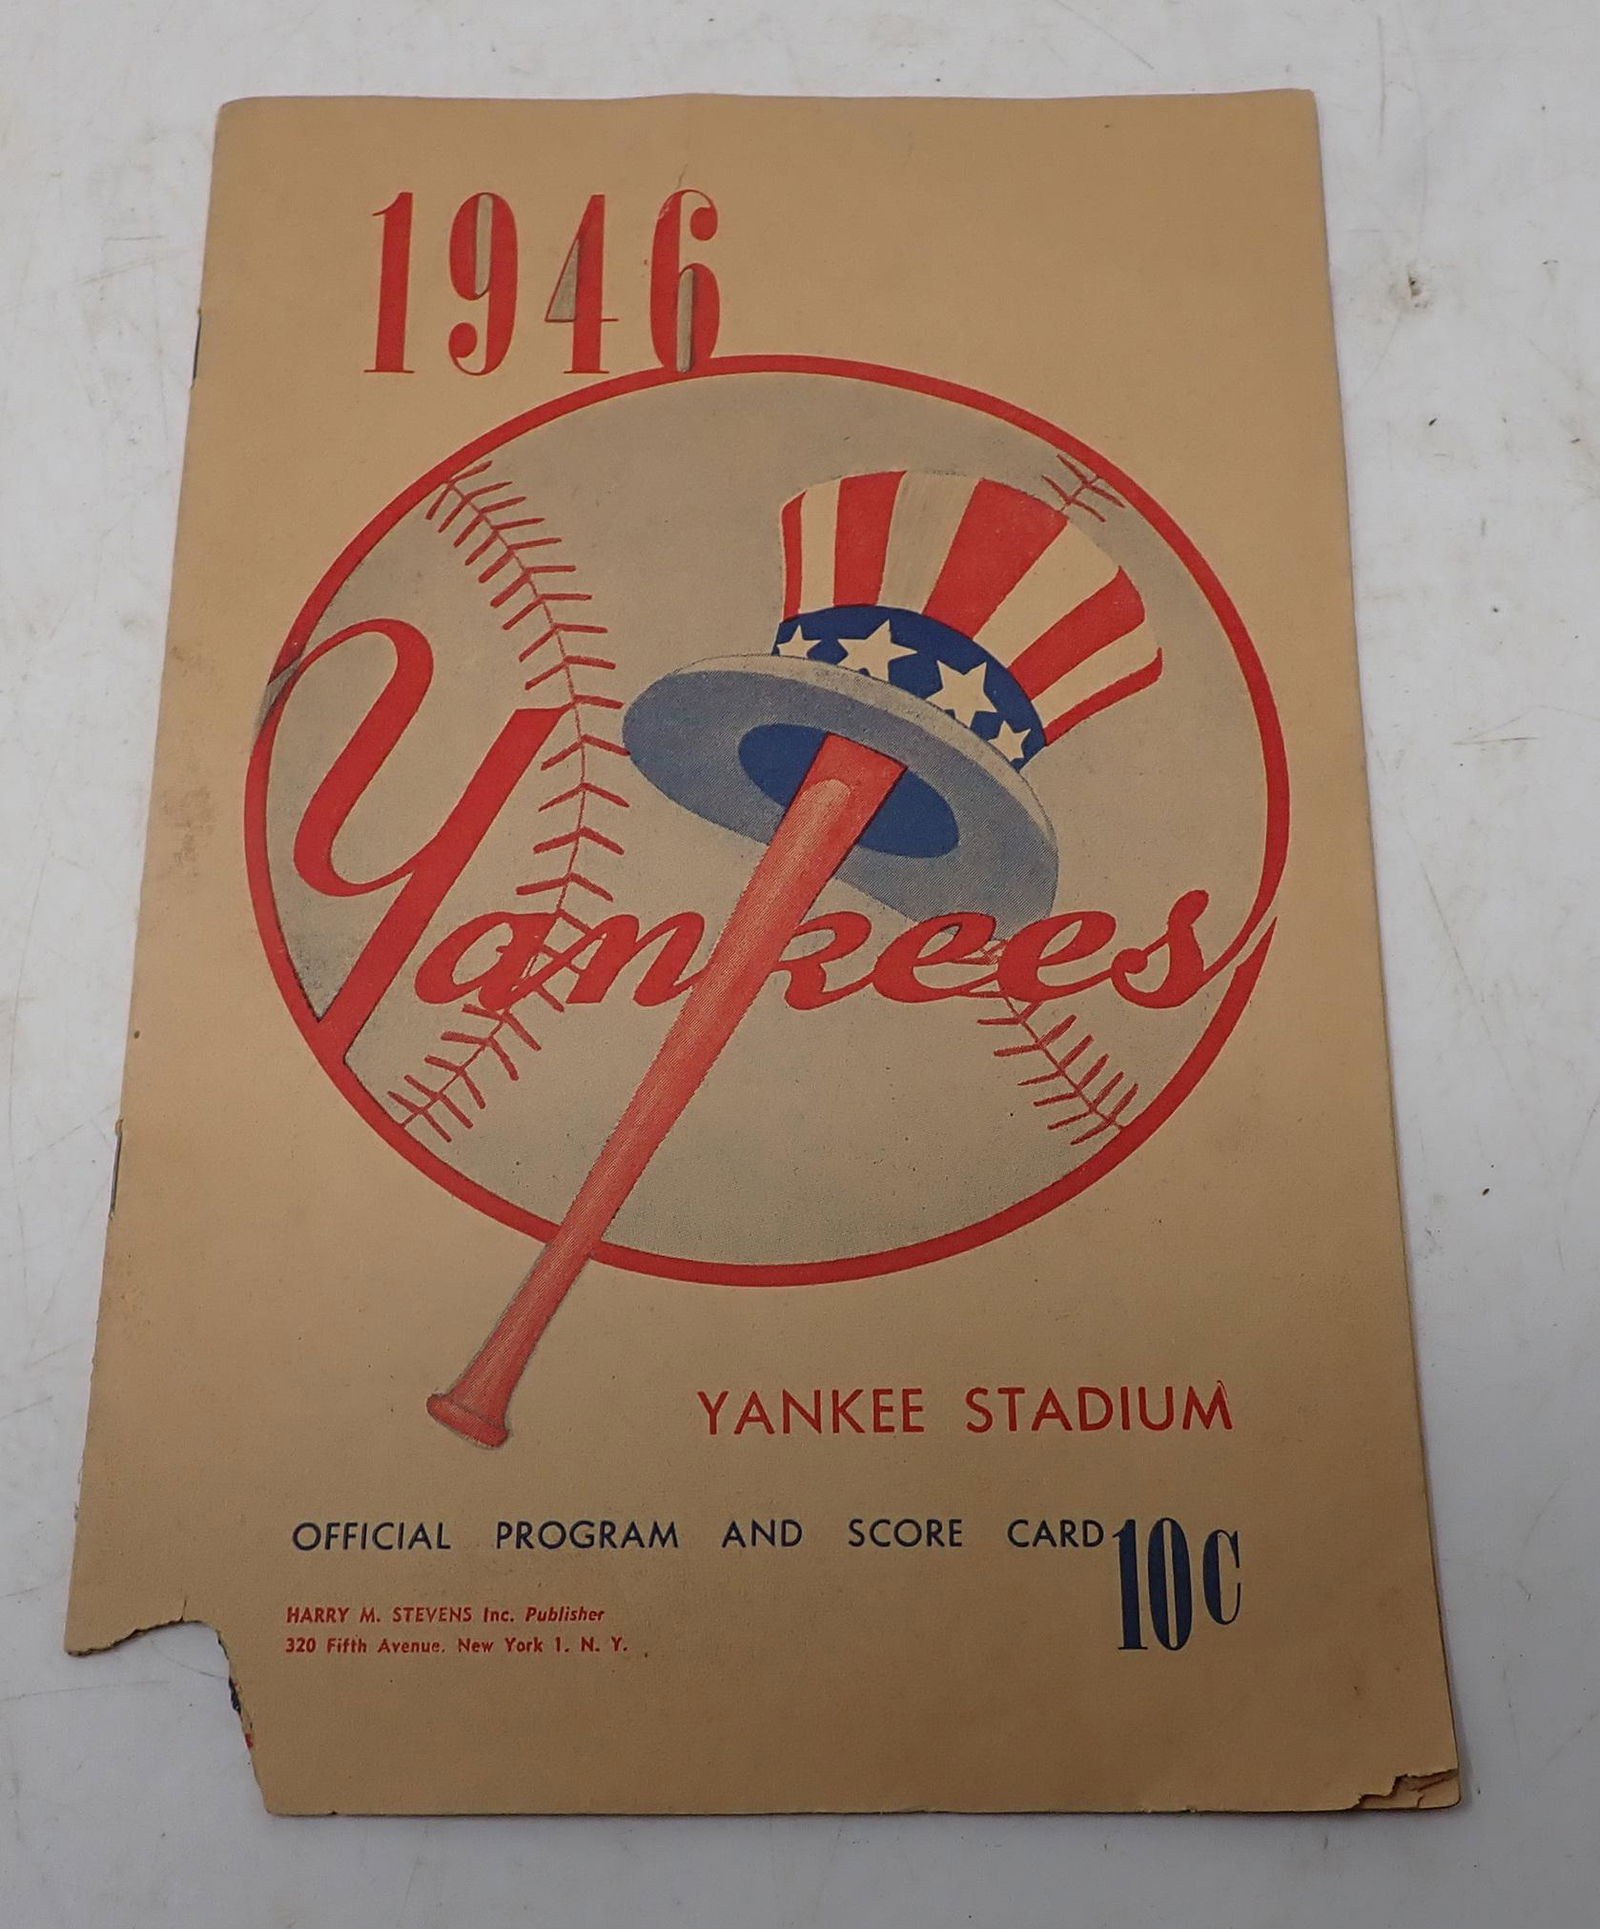 1946
Yankees
YANKEE STADIUM
OFFICIAL PROGRAM AND SCORE CARD 10c
HARRY M. STEVENS Inc. Publisher
320 Fifth Avenue, New York 1, N. Y.